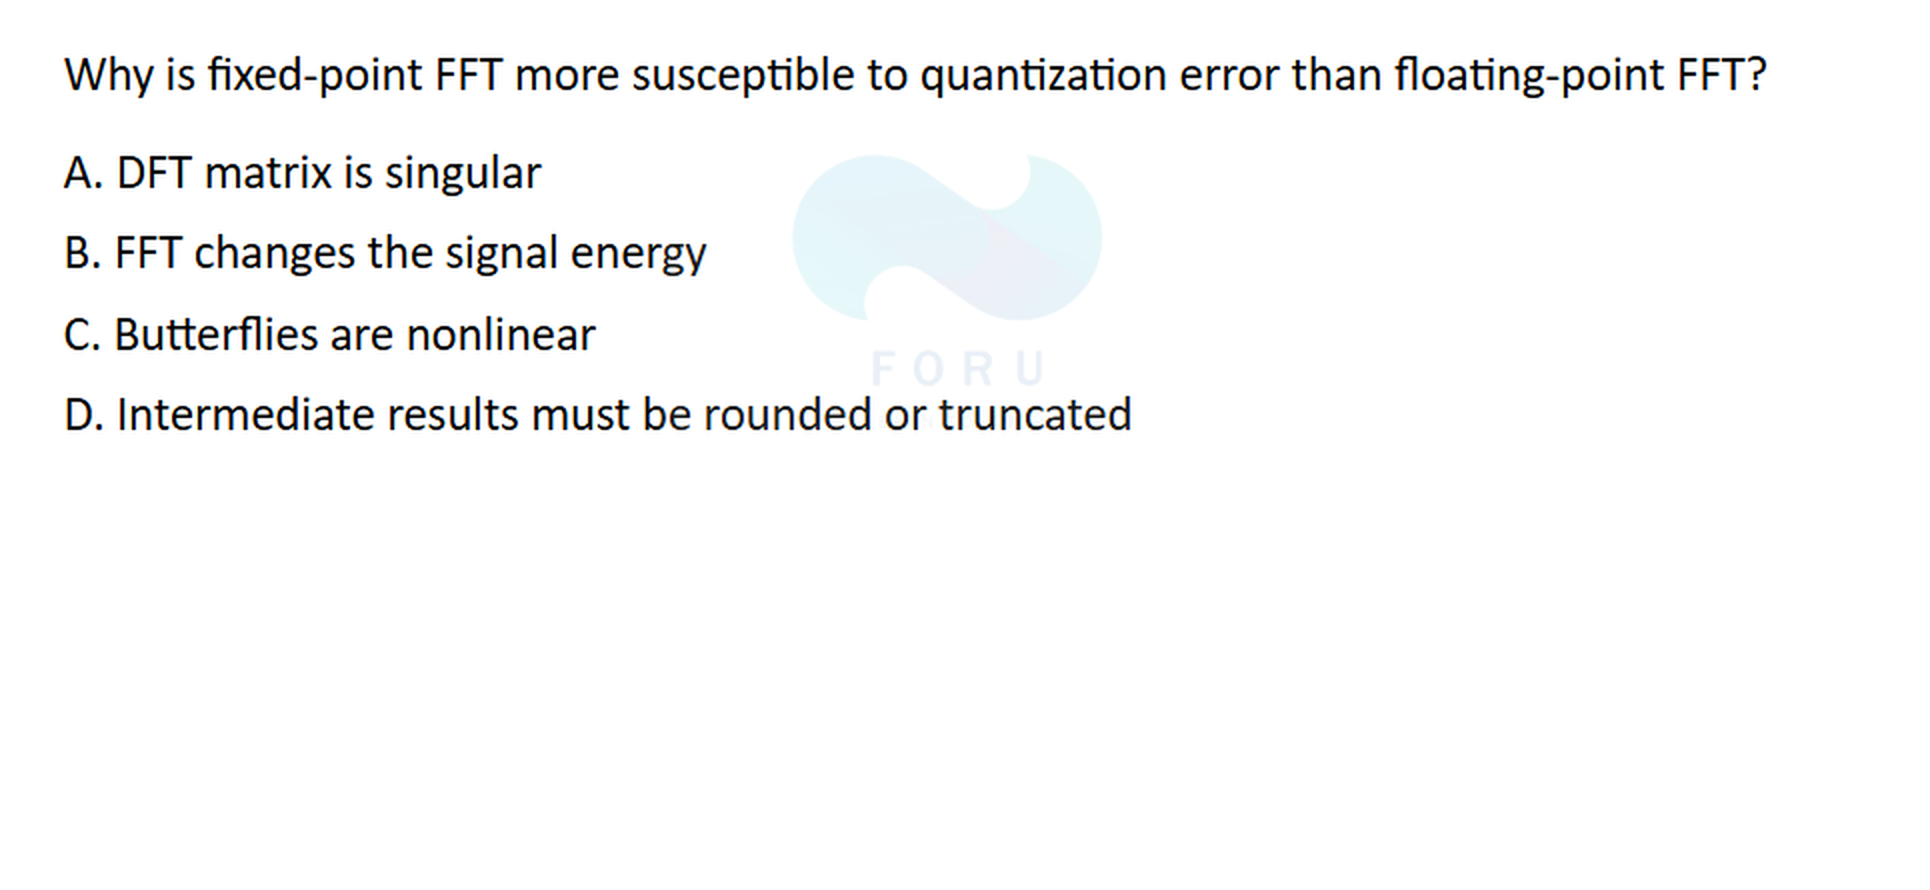 Why is fixed-point FFT more susceptible to quantization error than floating-point FFT?
A. DFT matrix is singular
B. FFT changes the signal energy
C. Butterflies are nonlinear
FORU
D. Intermediate results must be rounded or truncated